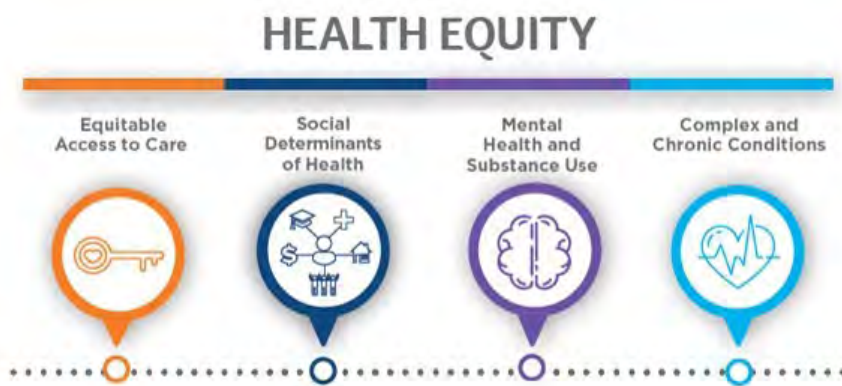 HEALTH EQUITY
Equitable
Access to Care
Social
Determinants
of Health
Mental
Health and
Substance Use
Complex and
Chronic Conditions
$